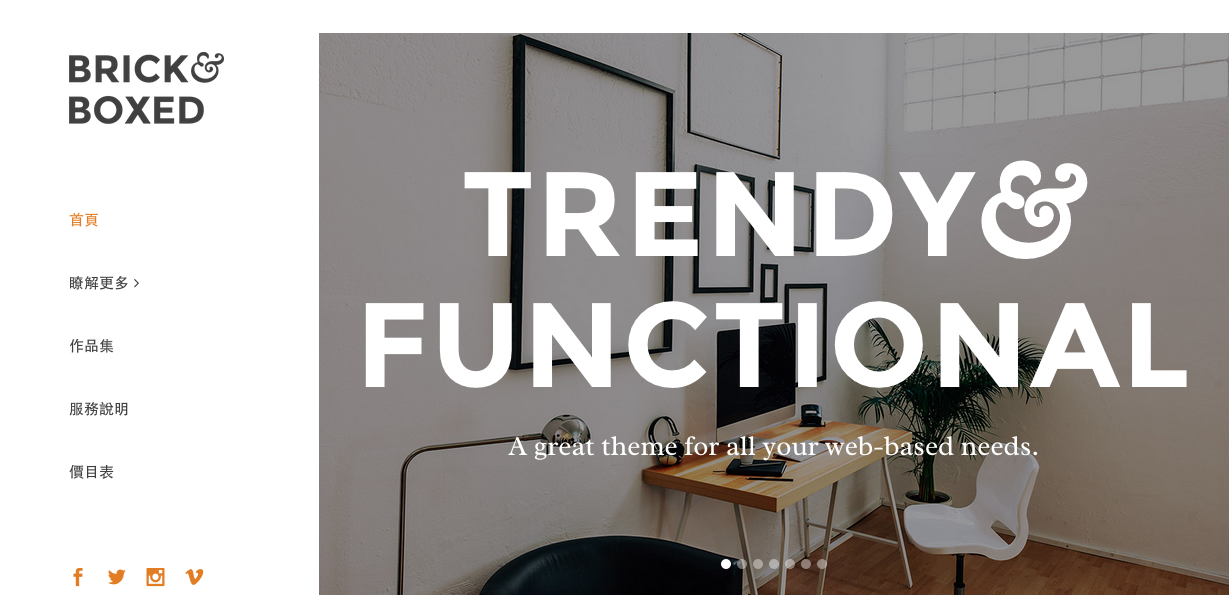 BRICK&
BOXED
首頁
瞭解更多
作品集
服務說明
價目表
TRENDY&
FUNCTIONAL
A great theme for all your web-based needs.